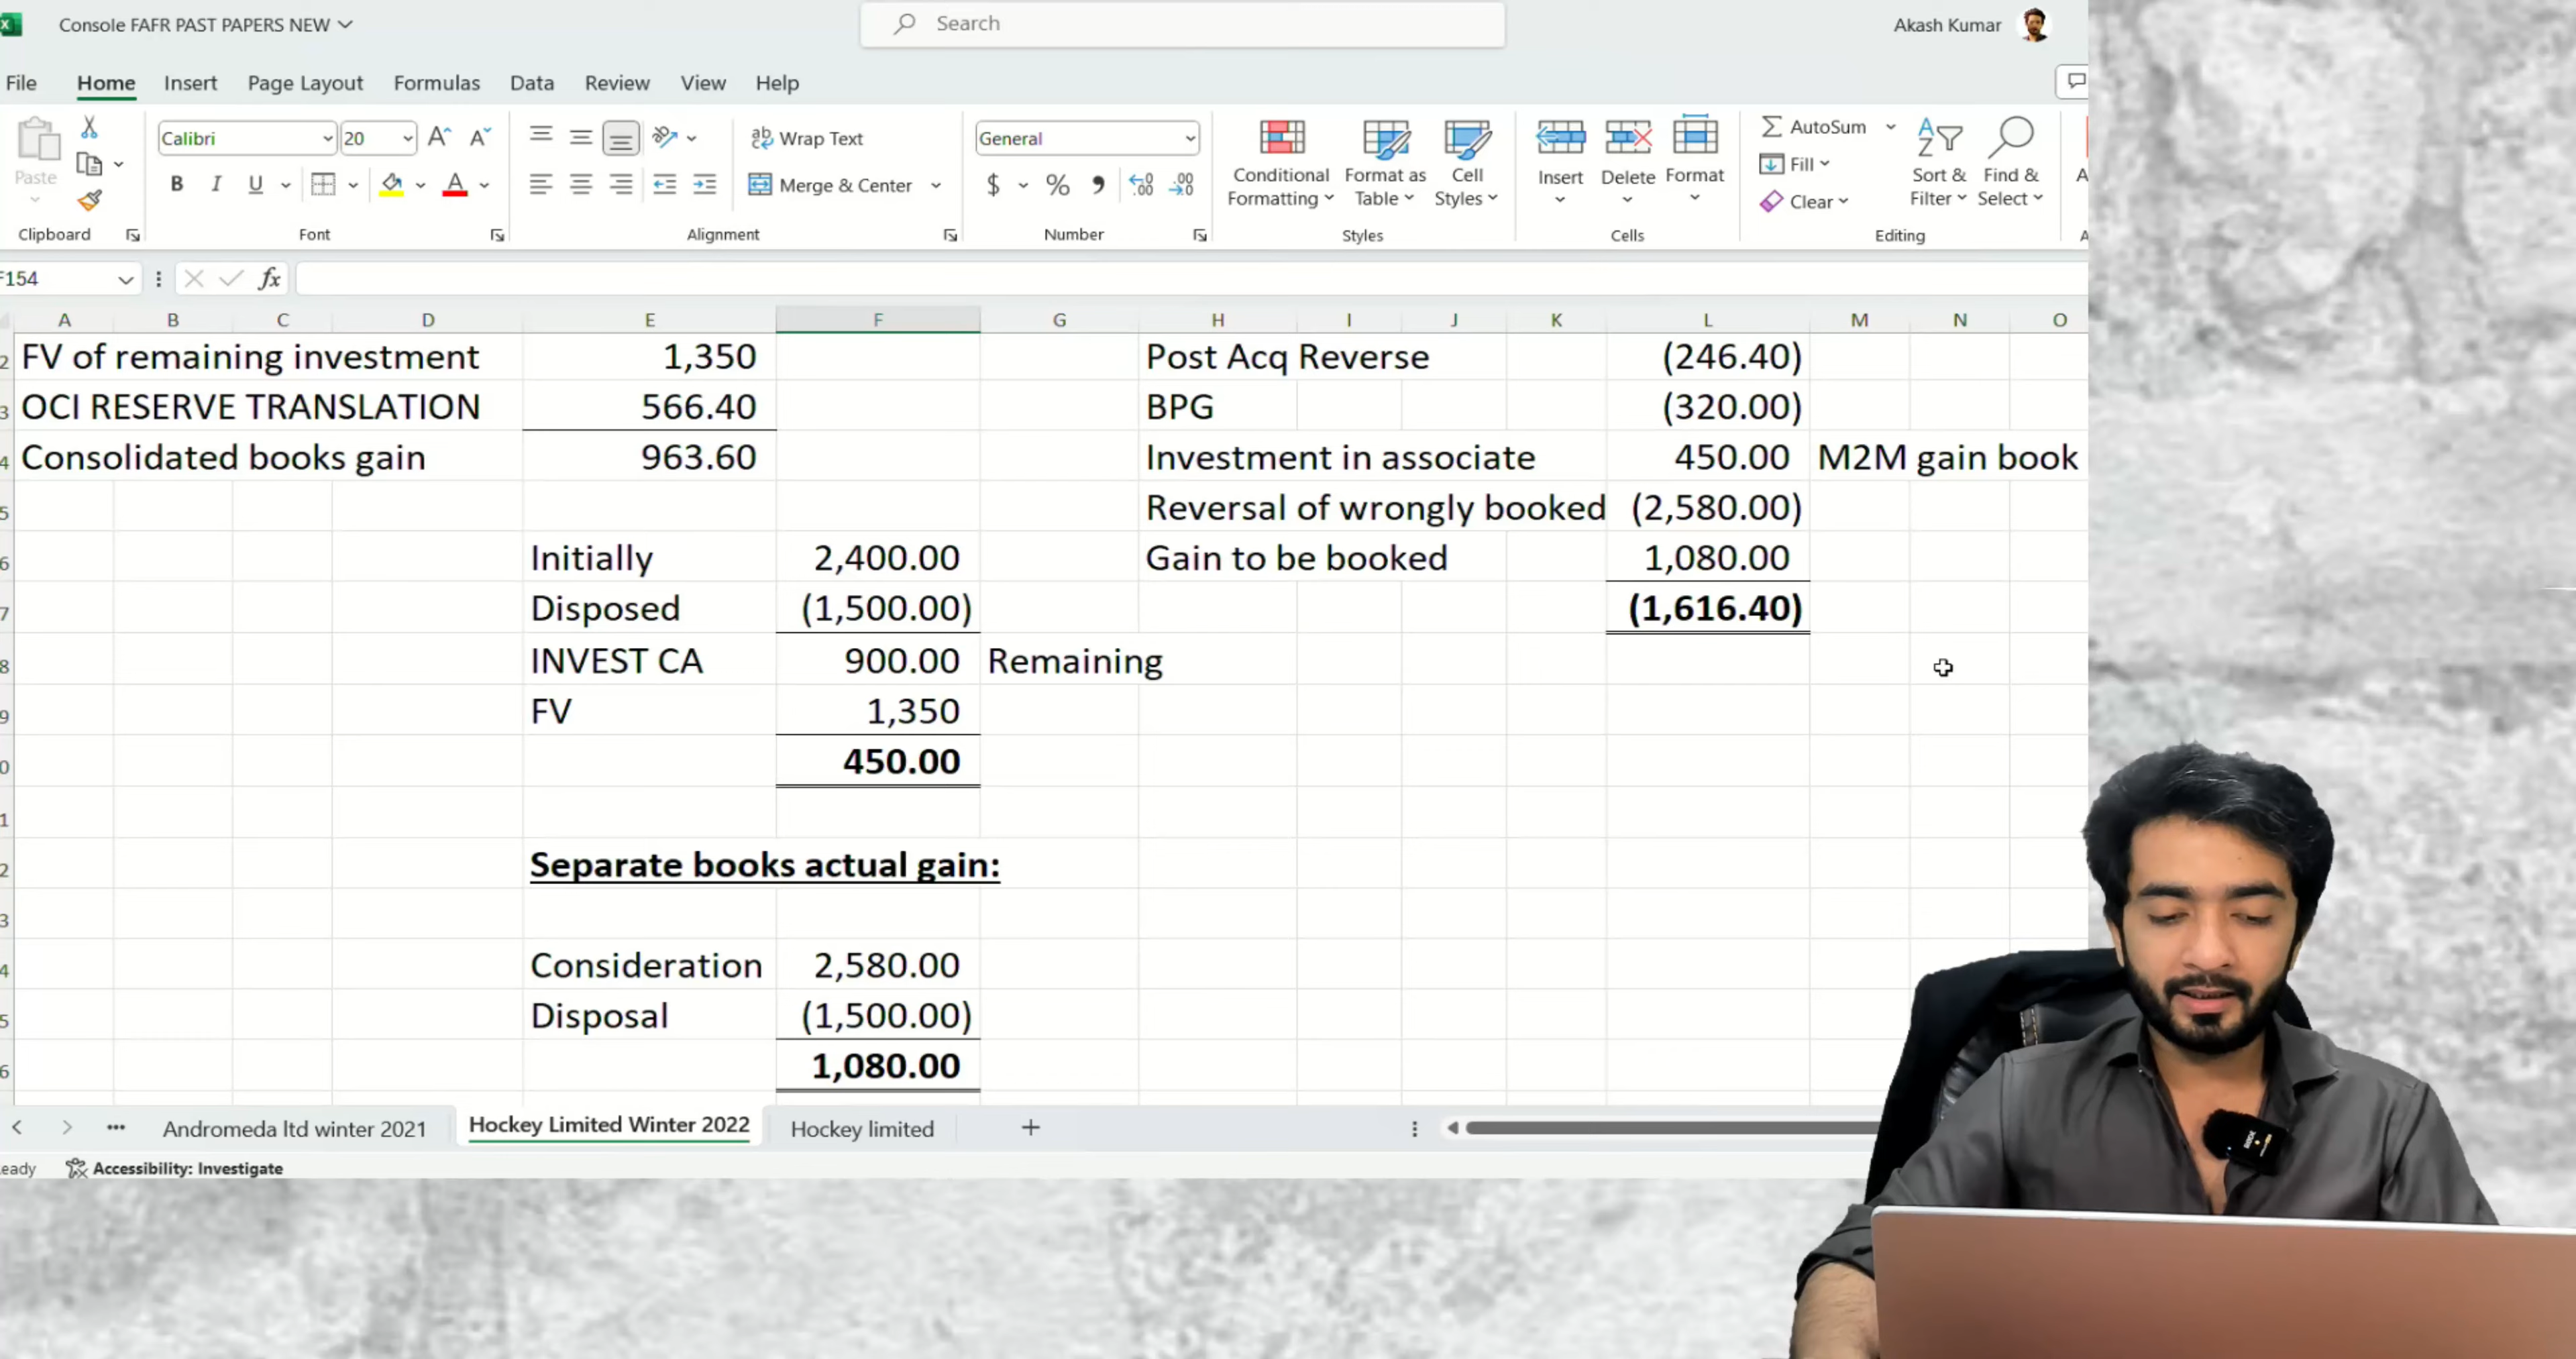 Console FAFR PAST PAPERS NEW
Search
Akash Kumar
File Home Insert Page Layout Formulas Data Review View Help
Paste
Clipboard
Calibri 20
B I U
Font
Wrap Text
Merge & Center
Alignment
General
$ %
Number
Conditional Formatting
Format as Table
Cell Styles
Styles
Insert
Delete
Format
Cells
AutoSum
Fill
Clear
Sort & Filter
Find & Select
Editing
F154
fx
A B C D E F G H I J K L M N O
FV of remaining investment 1,350 Post Acq Reverse (246.40)
OCI RESERVE TRANSLATION 566.40 BPG (320.00)
Consolidated books gain 963.60 Investment in associate 450.00 M2M gain book
Reversal of wrongly booked (2,580.00)
Initially 2,400.00 Gain to be booked 1,080.00
Disposed (1,500.00) (1,616.40)
INVEST CA 900.00 Remaining
FV 1,350
450.00
Separate books actual gain:
Consideration 2,580.00
Disposal (1,500.00)
1,080.00
Andromeda ltd winter 2021 Hockey Limited Winter 2022 Hockey limited
eady Accessibility: Investigate